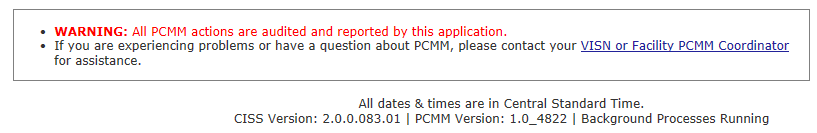 WARNING: All PCMM actions are audited and reported by this application.
If you are experiencing problems or have a question about PCMM, please contact your VISN or Facility PCMM Coordinator
for assistance.
All dates & times are in Central Standard Time.
CISS Version: 2.0.0.083.01 | PCMM Version: 1.0_4822 | Background Processes Running